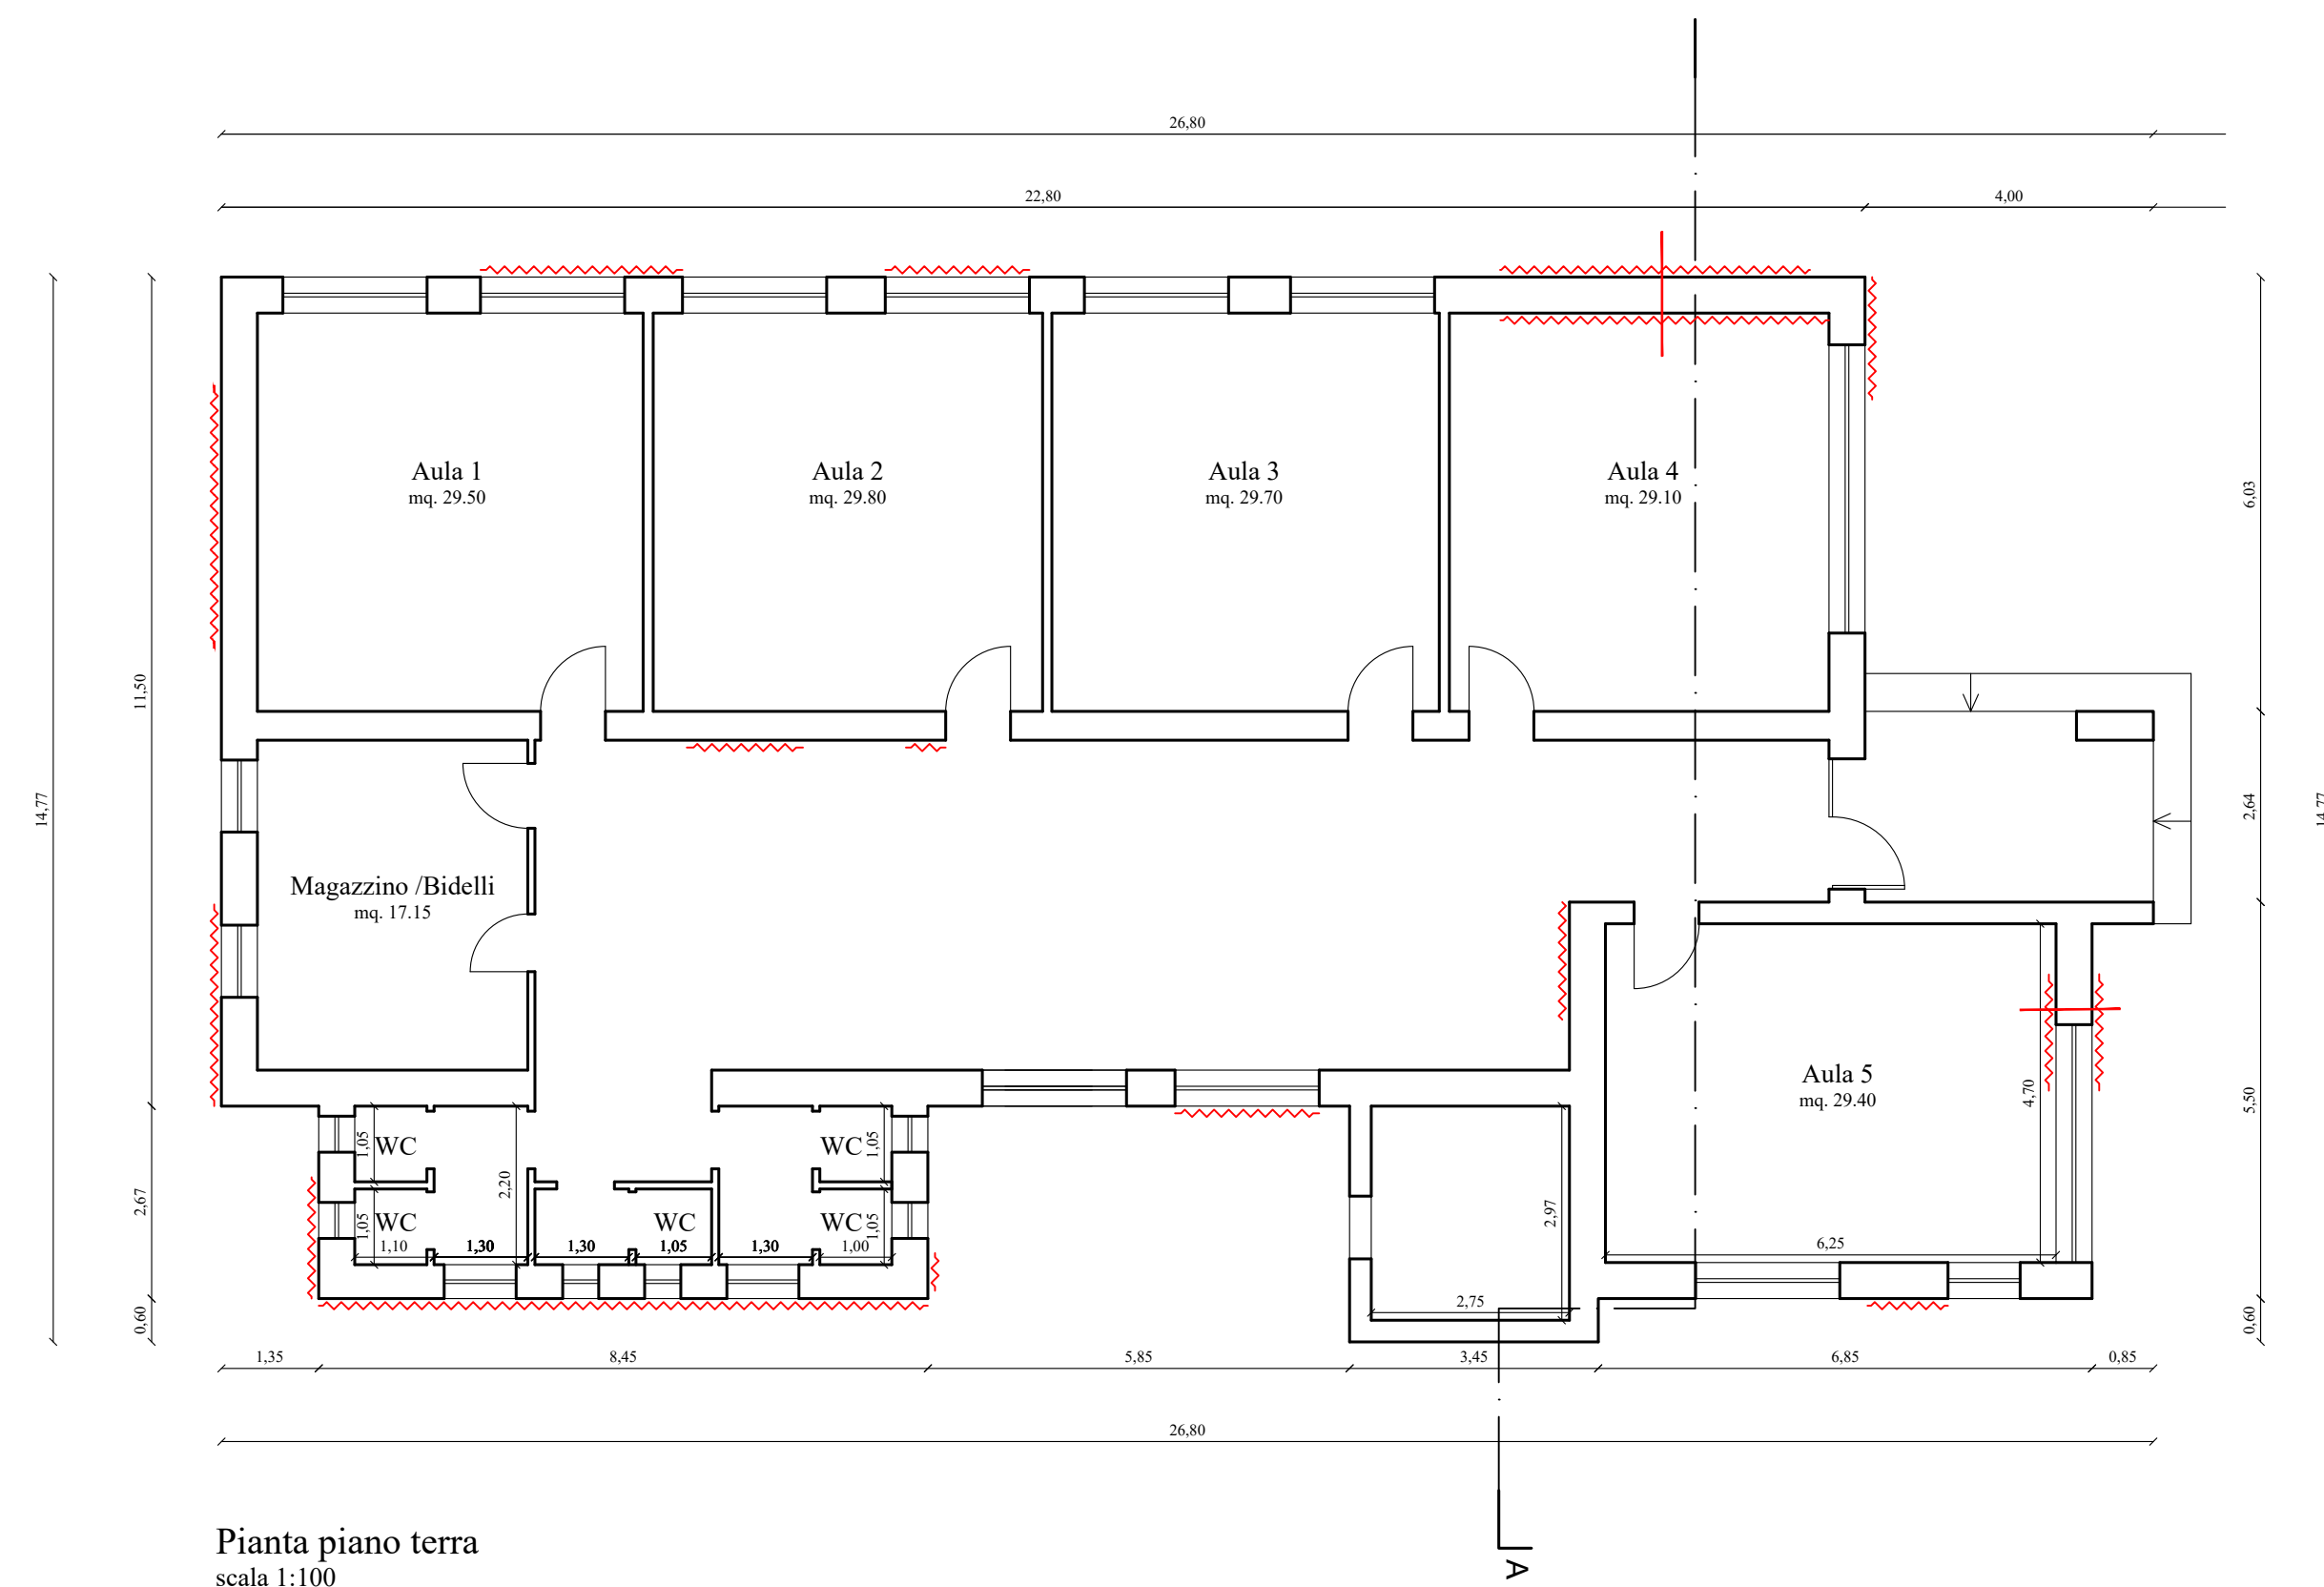 26,80
22,80
4,00
Aula 1
mq. 29.50
Aula 2
mq. 29.80
Aula 3
mq. 29.70
Aula 4
mq. 29.10
6,03
11,50
14,77
2,64
14,77
Magazzino /Bidelli
mq. 17.15
Aula 5
mq. 29.40
4,70
5,50
1,05
WC
WC
1,05
2,20
2,67
2,97
1,05
WC
WC
WC
1,05
1,10
1,30
1,30
1,05
1,30
1,00
6,25
2,75
0,60
0,60
1,35
8,45
5,85
3,45
6,85
0,85
26,80
Pianta piano terra
A
scala 1:100